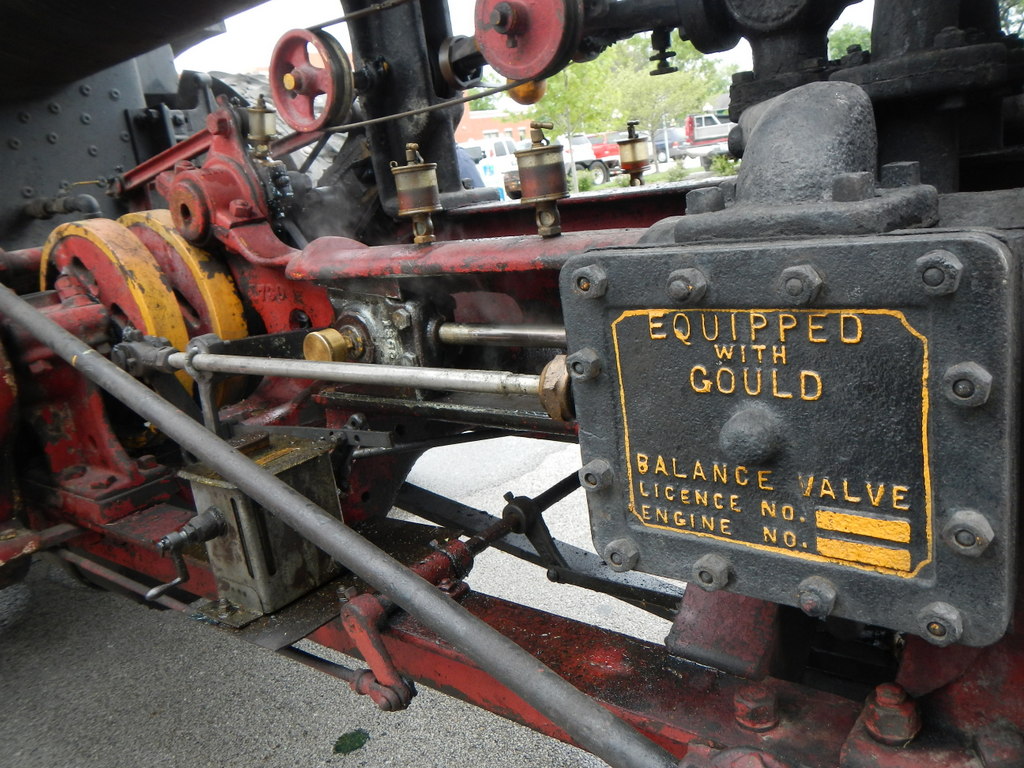 EQUIPPED
WITH
GOULD
BALANCE VALVE
LICENCE NO.
ENGINE NO.